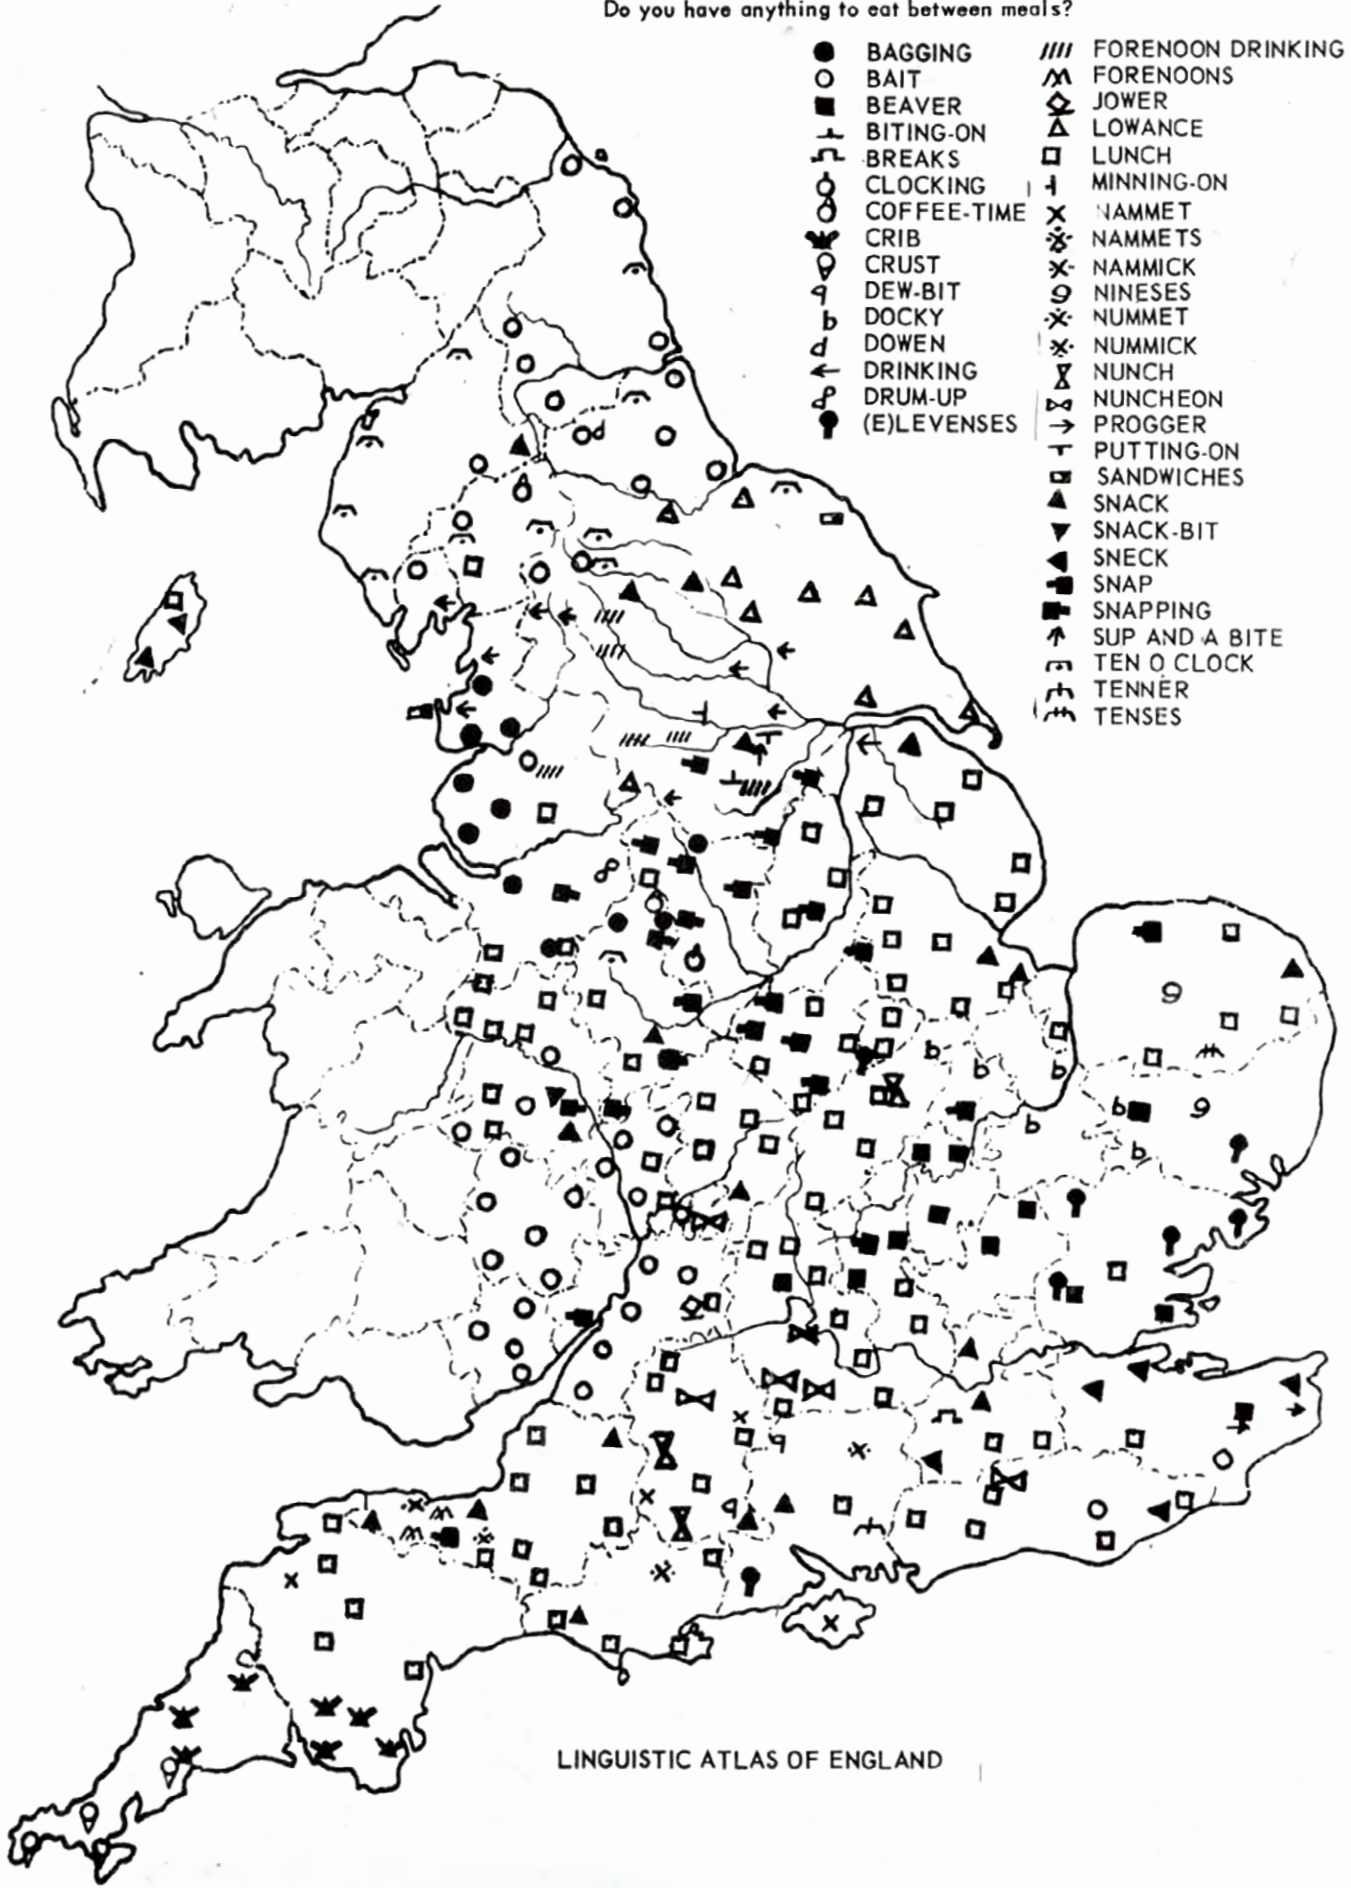 Do you have anything to eat between meals?
BAGGING
BAIT
BEAVER
BITING-ON
BREAKS
CLOCKING
COFFEE-TIME
CRIB
CRUST
DEW-BIT
DOCKY
DOWEN
DRINKING
DRUM-UP
(E)LEVENSES
FORENOON DRINKING
FORENOONS
JOWER
LOWANCE
LUNCH
MINNING-ON
NAMMET
NAMMETS
NAMMICK
NINESES
NUMMET
NUMMICK
NUNCH
NUNCHEON
PROGGER
PUTTING-ON
SANDWICHES
SNACK
SNACK-BIT
SNECK
SNAP
SNAPPING
SUP AND A BITE
TEN O CLOCK
TENNER
TENSES
LINGUISTIC ATLAS OF ENGLAND